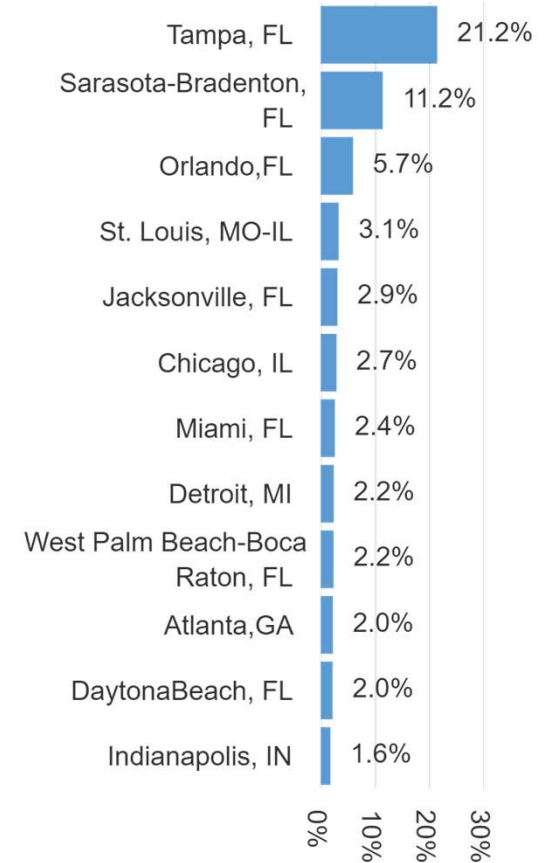 Tampa, FL 21.2%
Sarasota-Bradenton,
FL 11.2%
Orlando,FL 5.7%
St. Louis, MO-IL 3.1%
Jacksonville, FL 2.9%
Chicago, IL 2.7%
Miami, FL 2.4%
Detroit, MI 2.2%
West Palm Beach-Boca
Raton, FL 2.2%
Atlanta,GA 2.0%
DaytonaBeach, FL 2.0%
Indianapolis, IN 1.6%
0% 10% 20% 30%